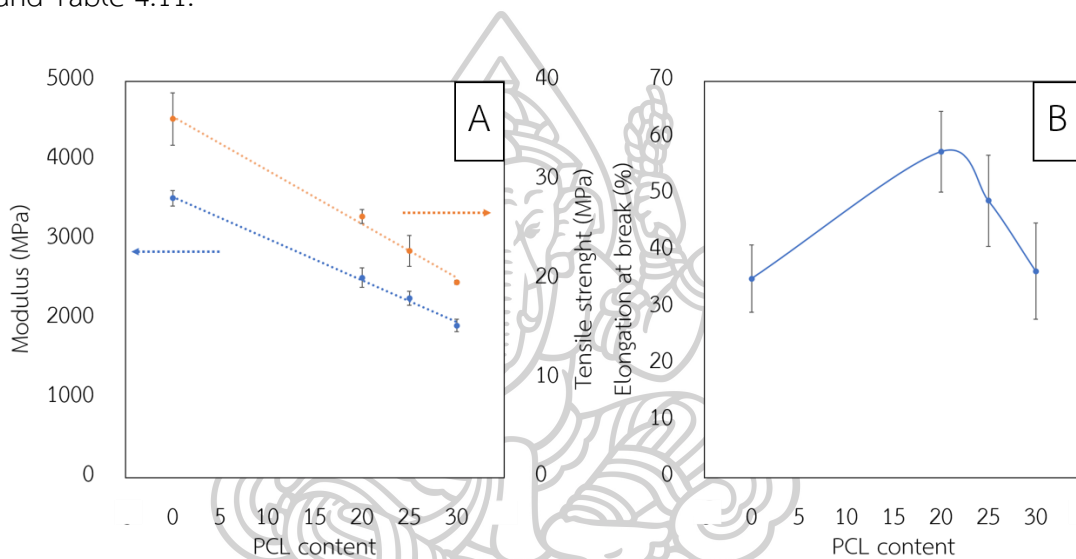 and Table 4.11.
A
Modulus (MPa)
5000
4000
3000
2000
1000
0
40
30
20
10
0
Tensile strenght (MPa)
0 5 10 15 20 25 30
PCL content
B
Elongation at break (%)
70
60
50
40
30
20
10
0
0 5 10 15 20 25 30
PCL content